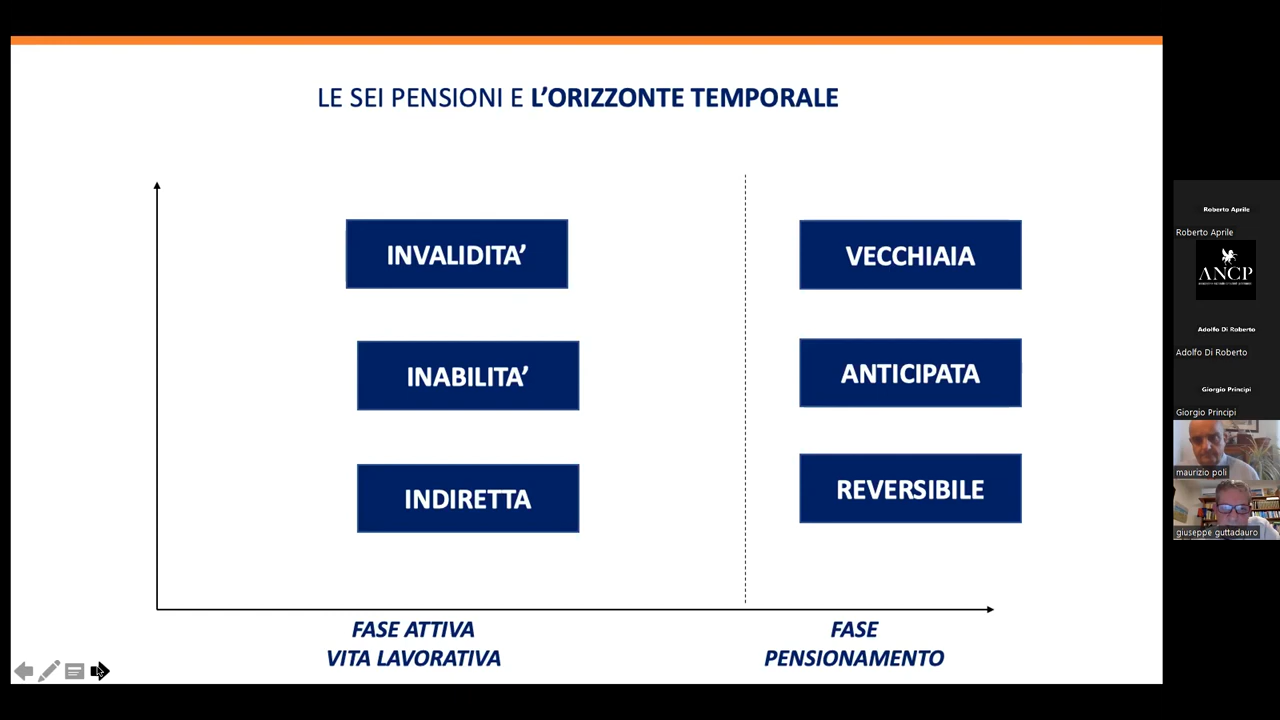 LE SEI PENSIONI E L'ORIZZONTE TEMPORALE
INVALIDITA'
VECCHIAIA
INABILITA'
ANTICIPATA
INDIRETTA
REVERSIBILE
FASE ATTIVA
VITA LAVORATIVA
FASE
PENSIONAMENTO
Roberto Aprile
Roberto Aprile
ANCP
Adolfo Di Roberto
Adolfo Di Roberto
Giorgio Principi
Giorgio Principi
maurizio poli
giuseppe guttadauro